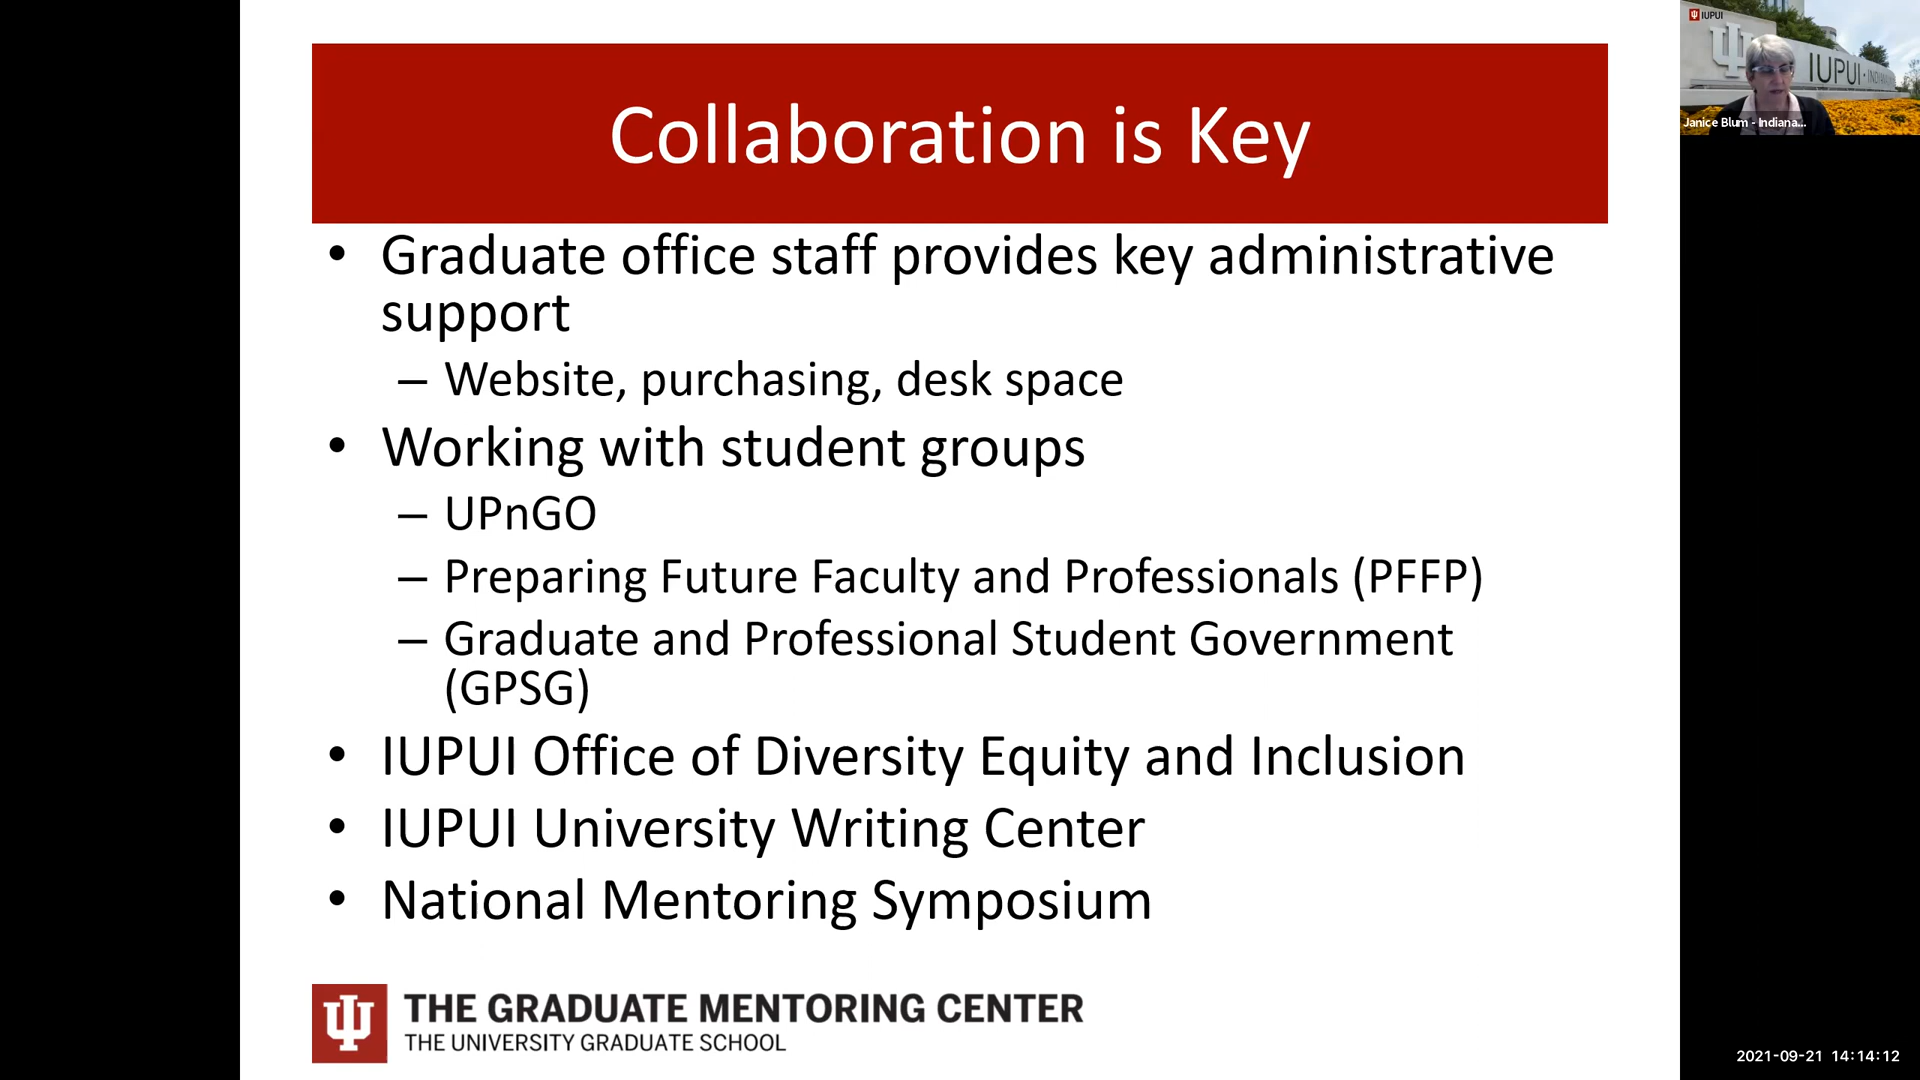 Collaboration is Key
• Graduate office staff provides key administrative
support
– Website, purchasing, desk space
• Working with student groups
– UPnGO
– Preparing Future Faculty and Professionals (PFFP)
– Graduate and Professional Student Government
(GPSG)
• IUPUI Office of Diversity Equity and Inclusion
• IUPUI University Writing Center
• National Mentoring Symposium
THE GRADUATE MENTORING CENTER
THE UNIVERSITY GRADUATE SCHOOL
IUPUI
IUPUI
Janice Blum - Indiana...
2021-09-21 14:14:12